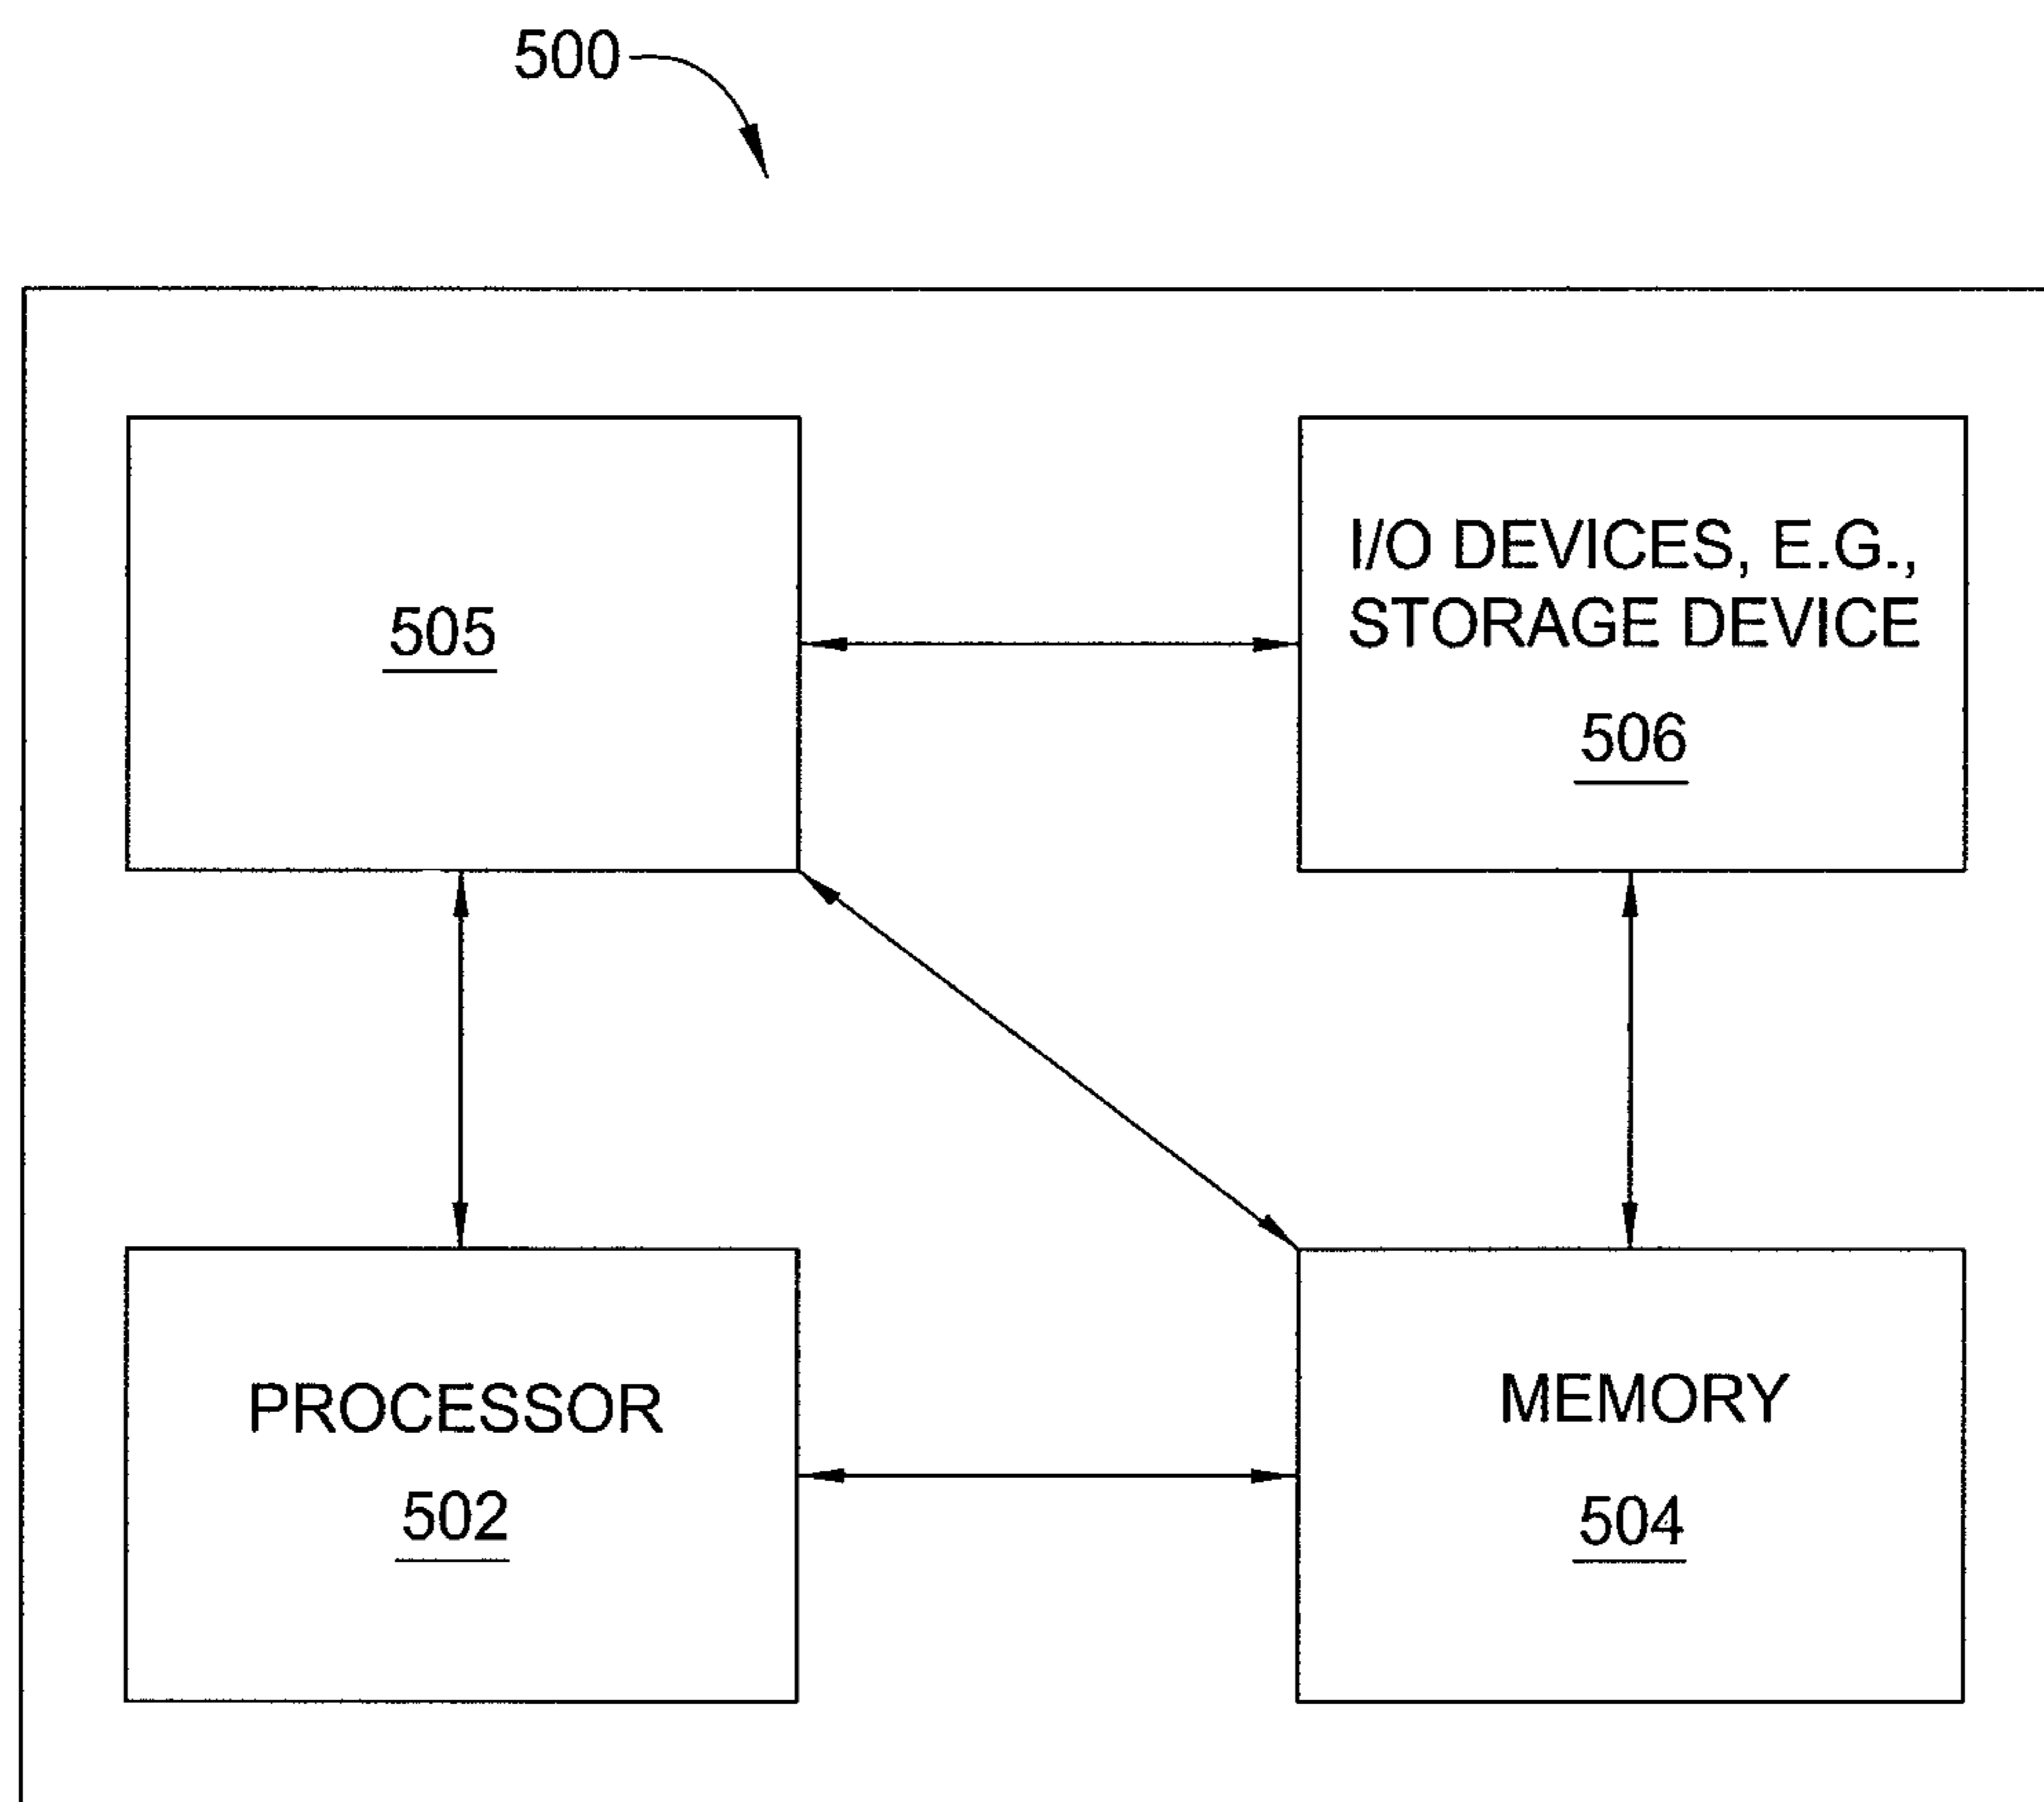 500
505
I/O DEVICES, E.G.,
STORAGE DEVICE
506
PROCESSOR
502
MEMORY
504